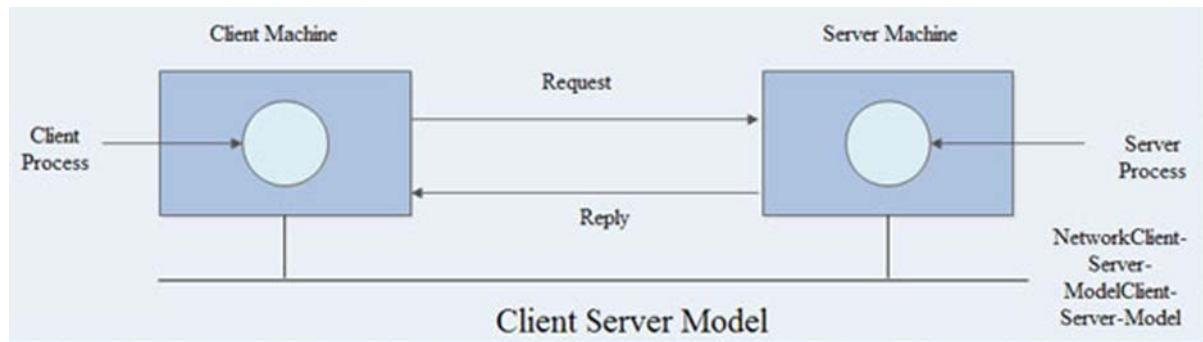 Client Machine
Server Machine
Request
Client
Process
Server
Process
Reply
NetworkClient-
Server-
ModelClient-
Server-Model
Client Server Model